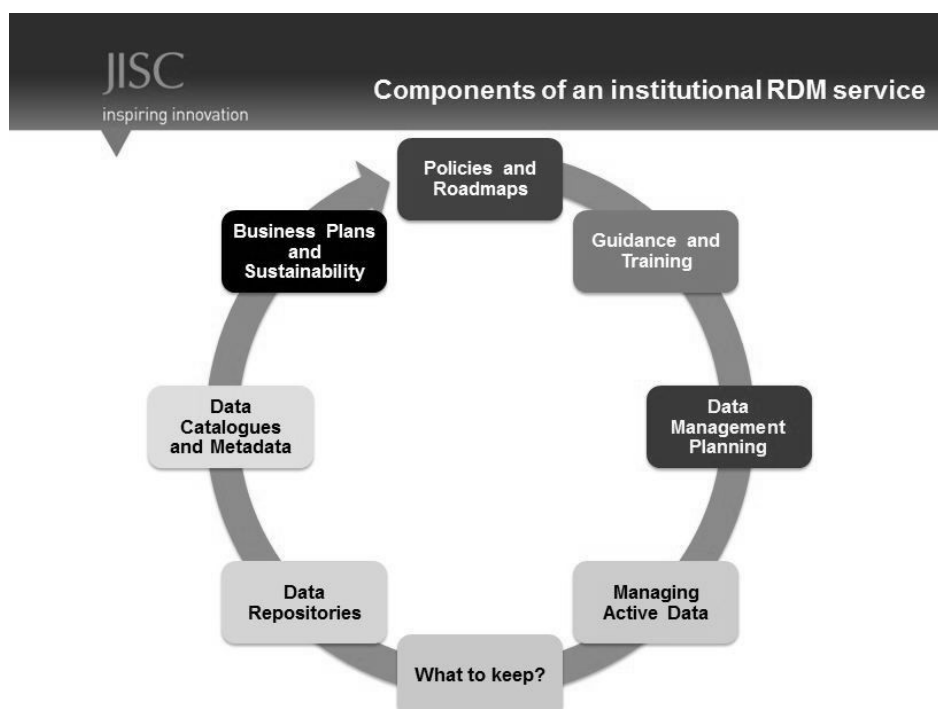 JISC
inspiring innovation
Components of an institutional RDM service
Policies and
Roadmaps
Guidance and
Training
Data
Management
Planning
Managing
Active Data
What to keep?
Data
Repositories
Data
Catalogues
and Metadata
Business Plans
and
Sustainability